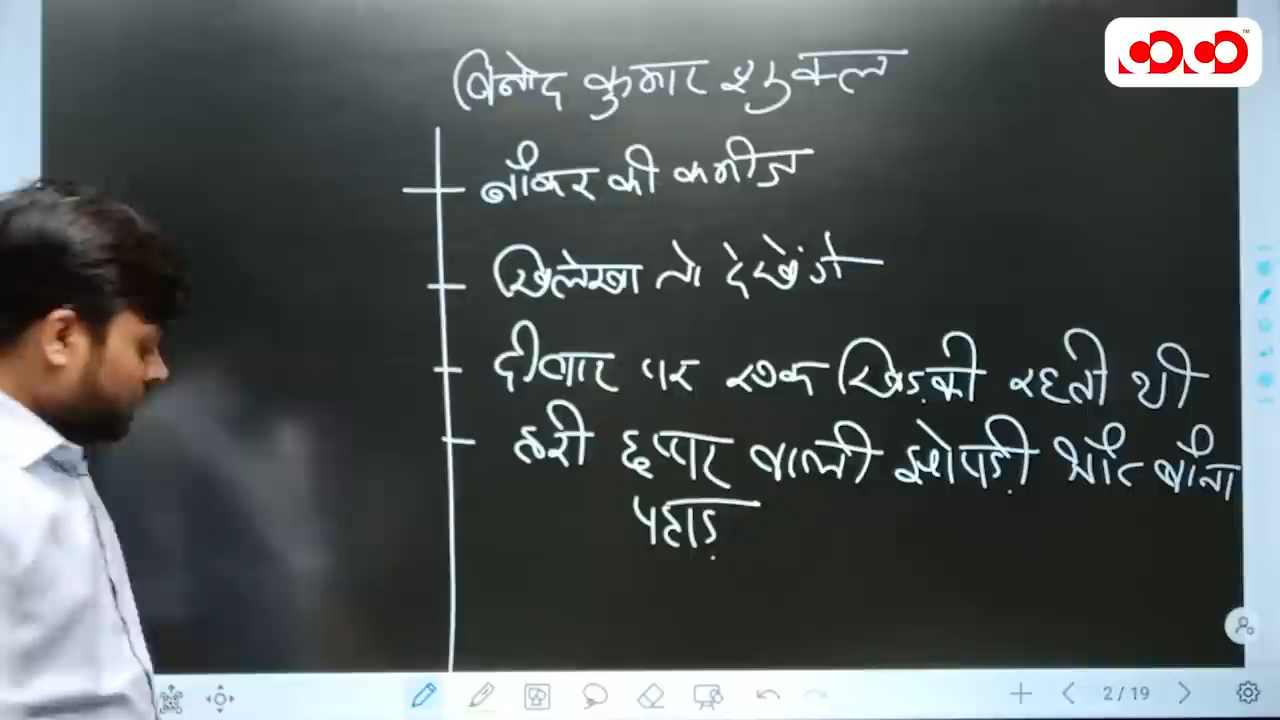 विनोद कुमार शुक्ल
नौकर की कमीज
खिलेखा तो देखेंगे
दीवार पर एक खिड़की रहती थी
हरी छप्पर वाली झोपड़ी और बौना
पहाड़
2 / 19